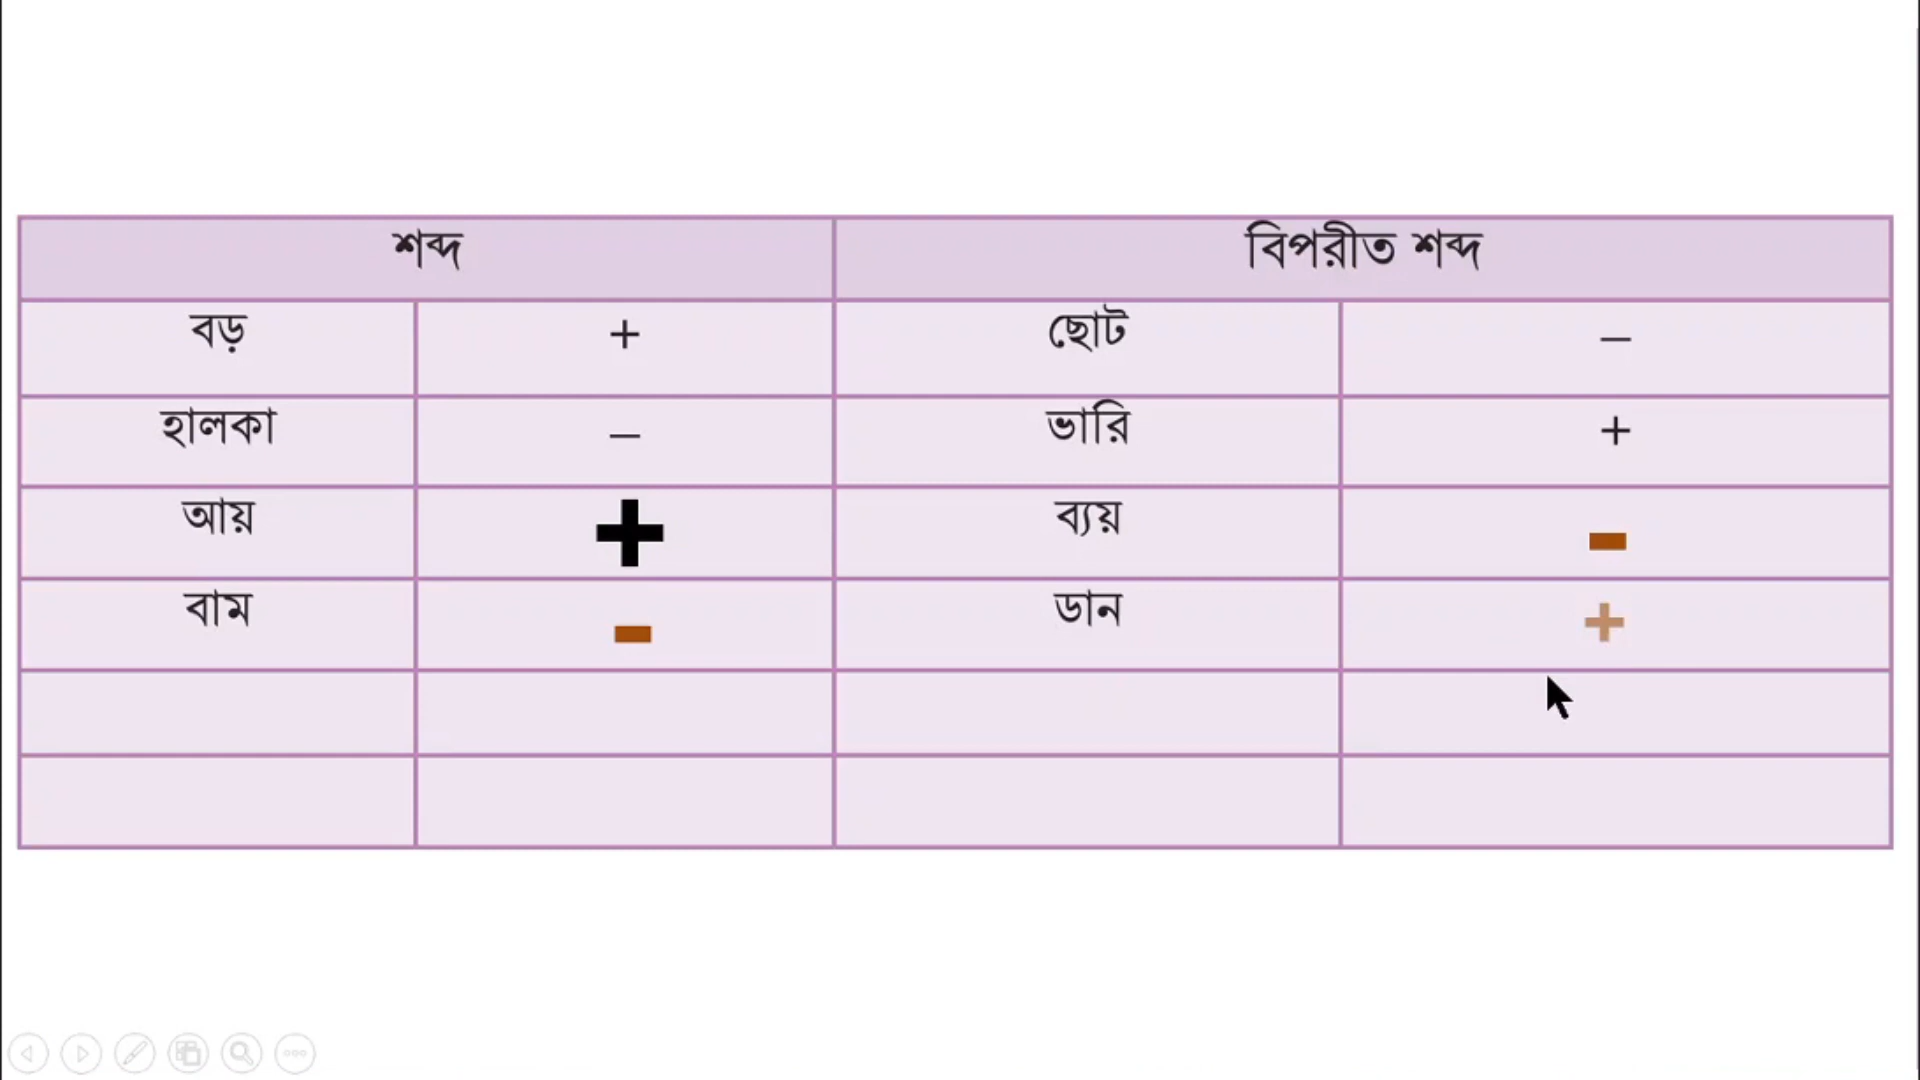 শব্দ বিপরীত শব্দ
বড় + ছোট –
হালকা – ভারি +
আয় + ব্যয় -
বাম - ডান +